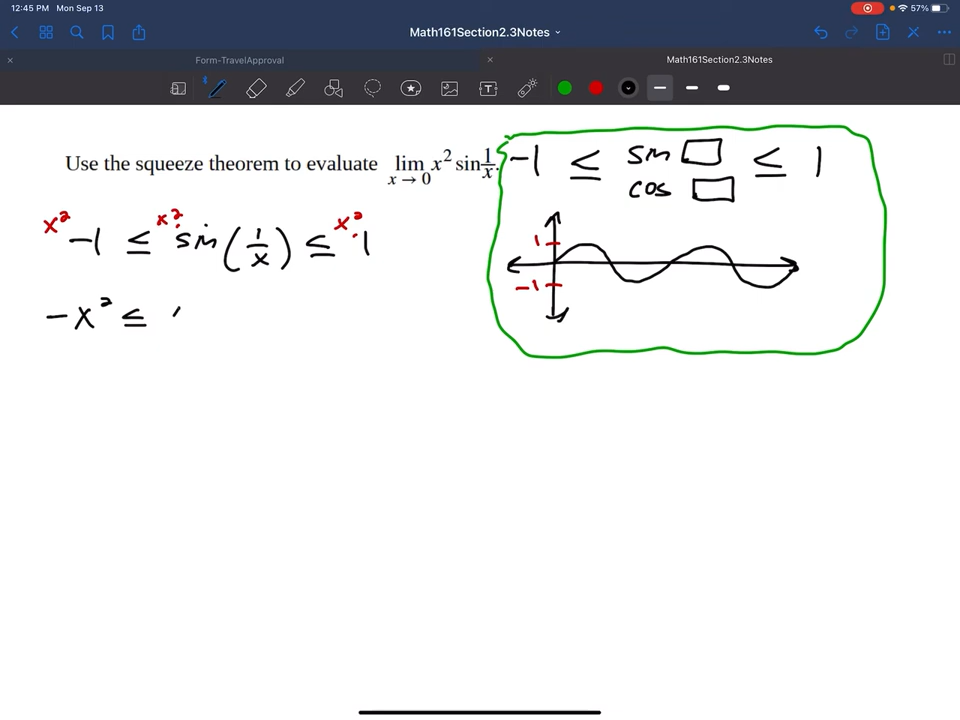 12:45 PM Mon Sep 13
57%
Math161Section2.3Notes
Form-TravelApproval
Math161Section2.3Notes
Use the squeeze theorem to evaluate lim x → 0 x² sin 1/x.
-1 ≤ sin □ ≤ 1
cos □
x² x² x²
-1 ≤ sin(1/x) ≤ 1
1
-1
-x² ≤